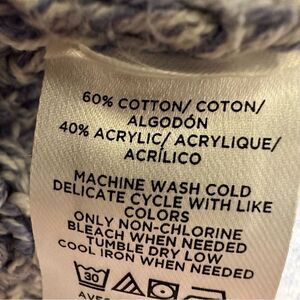 60% COTTON/ COTON/
ALGODÓN
40% ACRYLIC/ ACRYLIQUE/
ACRÍLICO
MACHINE WASH COLD
DELICATE CYCLE WITH LIKE
COLORS
ONLY NON-CHLORINE
BLEACH WHEN NEEDED
TUMBLE DRY LOW
COOL IRON WHEN NEEDED
30